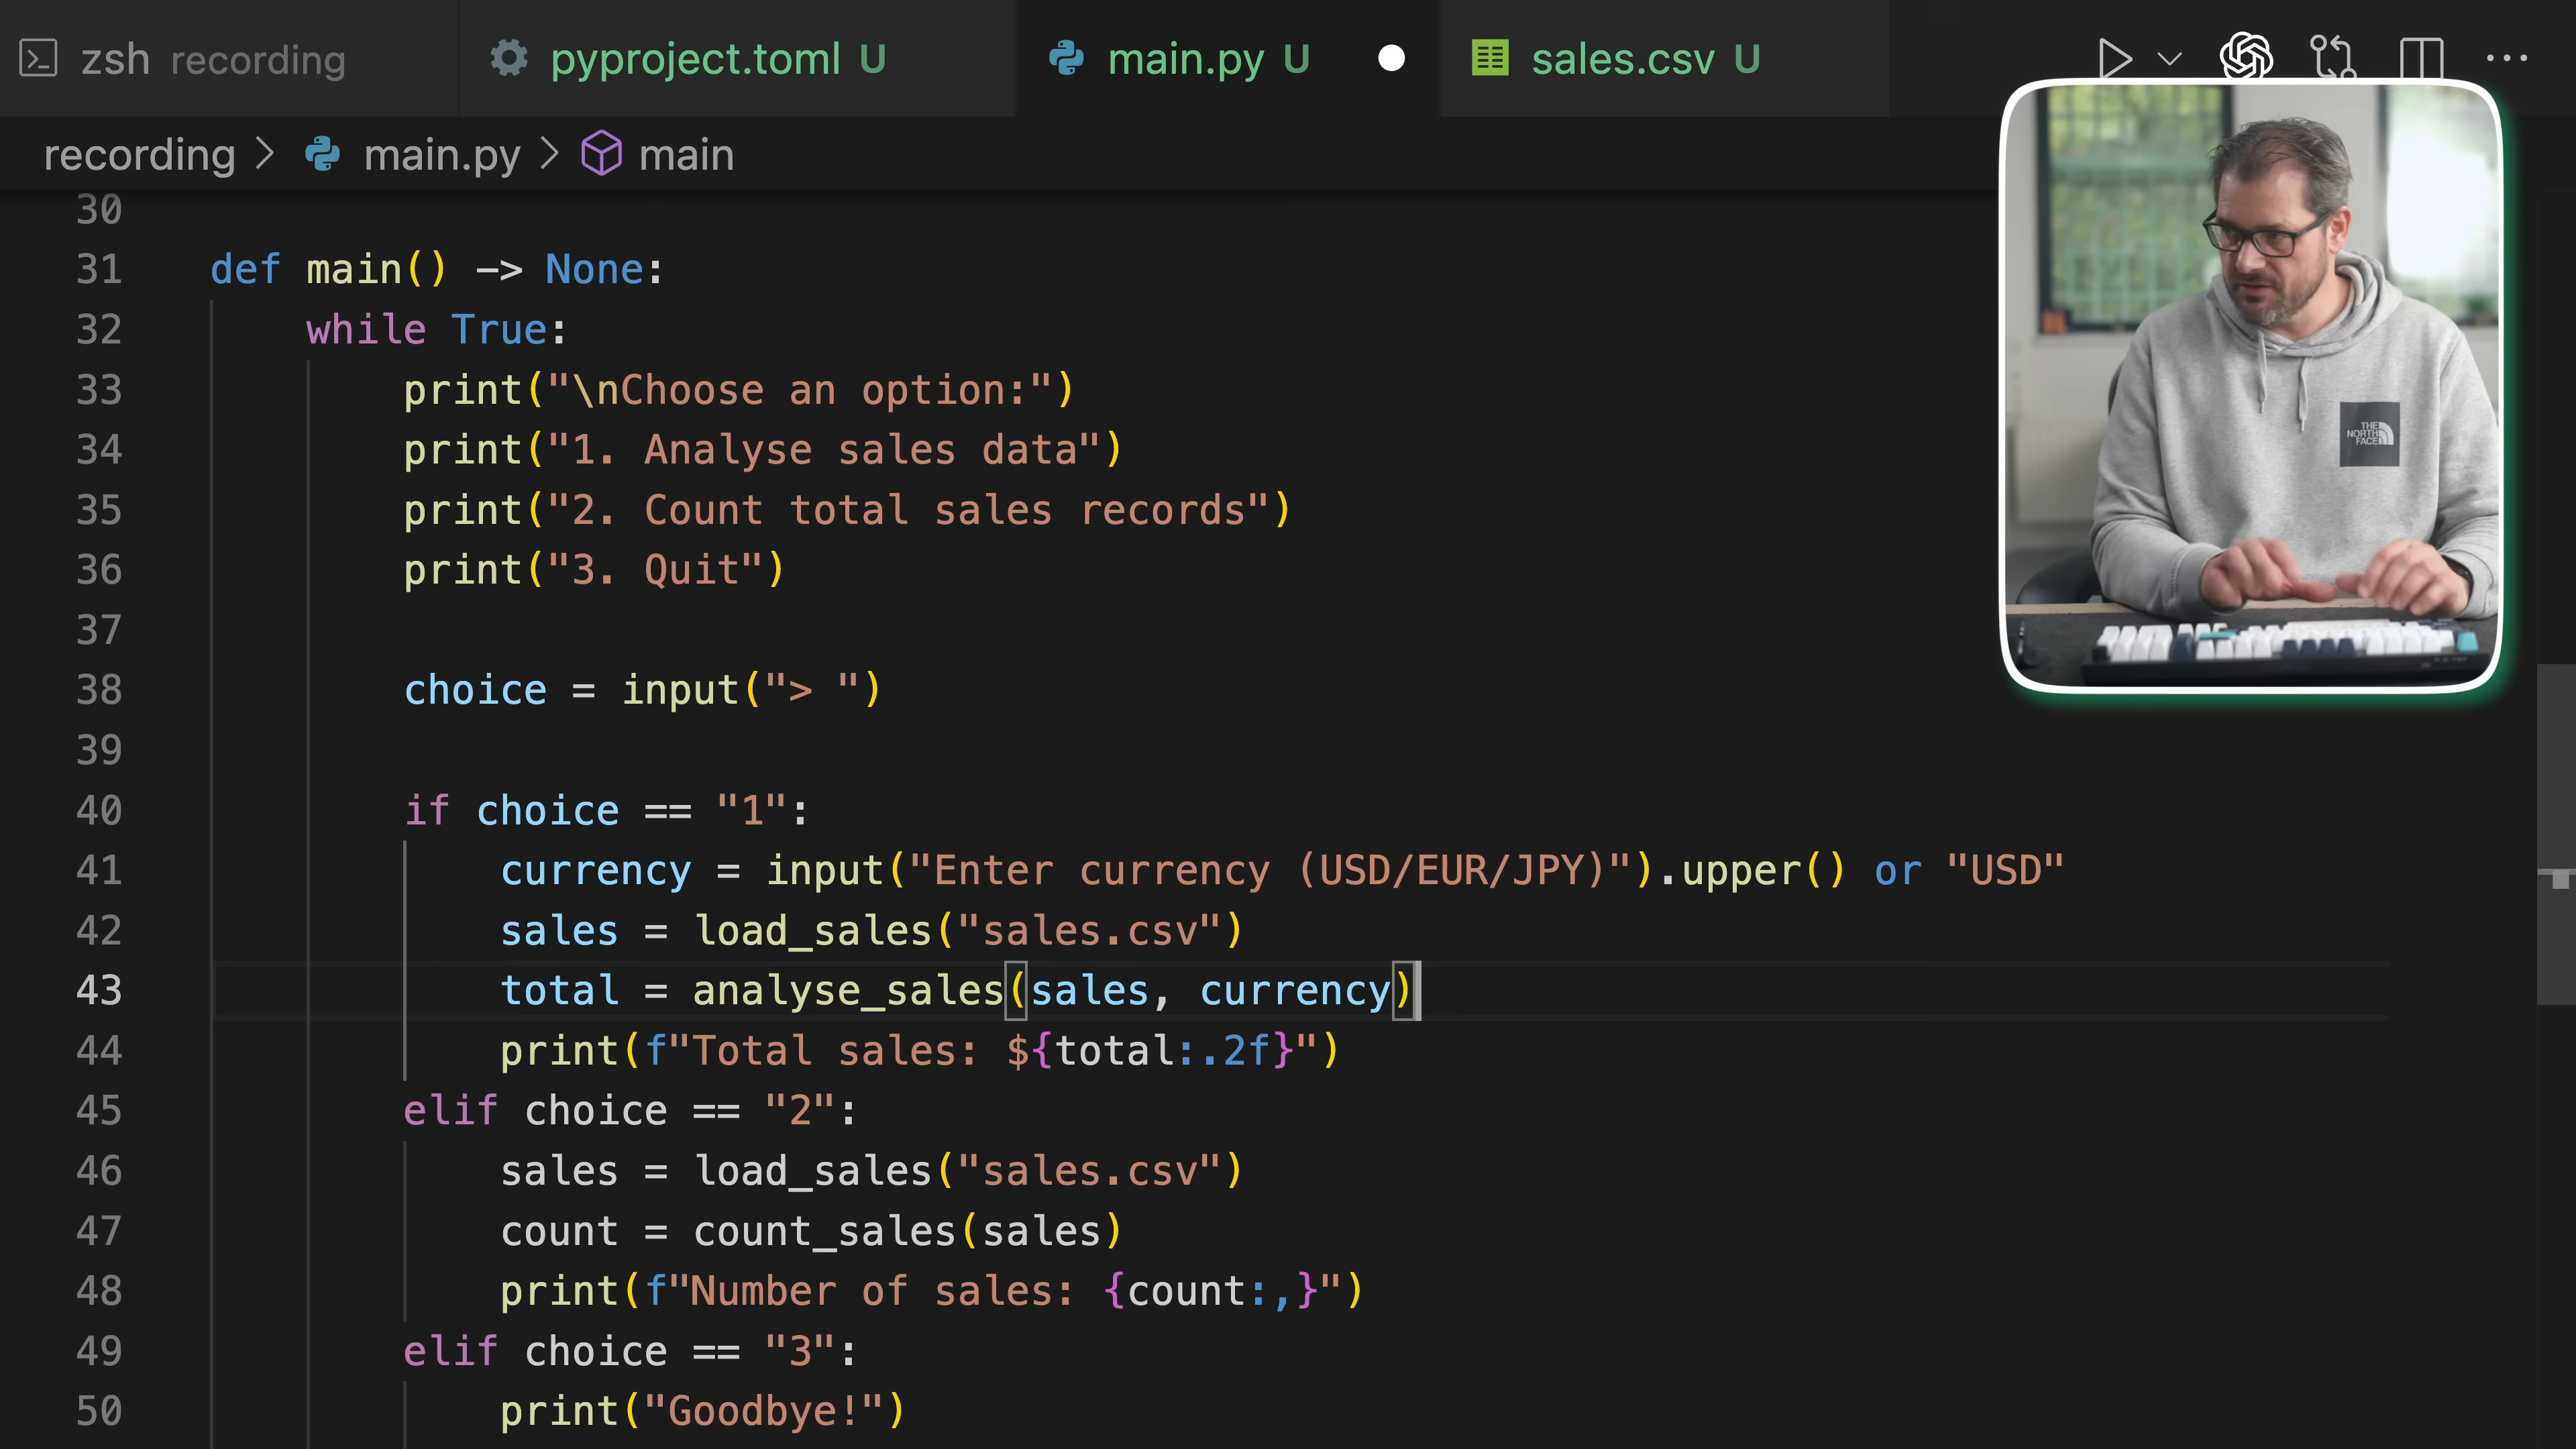 zsh recording
pyproject.toml U
main.py U
sales.csv U
recording > main.py > main
30
31 def main() -> None:
32 while True:
33 print("\nChoose an option:")
34 print("1. Analyse sales data")
35 print("2. Count total sales records")
36 print("3. Quit")
37
38 choice = input("> ")
39
40 if choice == "1":
41 currency = input("Enter currency (USD/EUR/JPY)").upper() or "USD"
42 sales = load_sales("sales.csv")
43 total = analyse_sales(sales, currency)
44 print(f"Total sales: ${total:.2f}")
45 elif choice == "2":
46 sales = load_sales("sales.csv")
47 count = count_sales(sales)
48 print(f"Number of sales: {count:,}")
49 elif choice == "3":
50 print("Goodbye!")
THE
NORTH
FACE